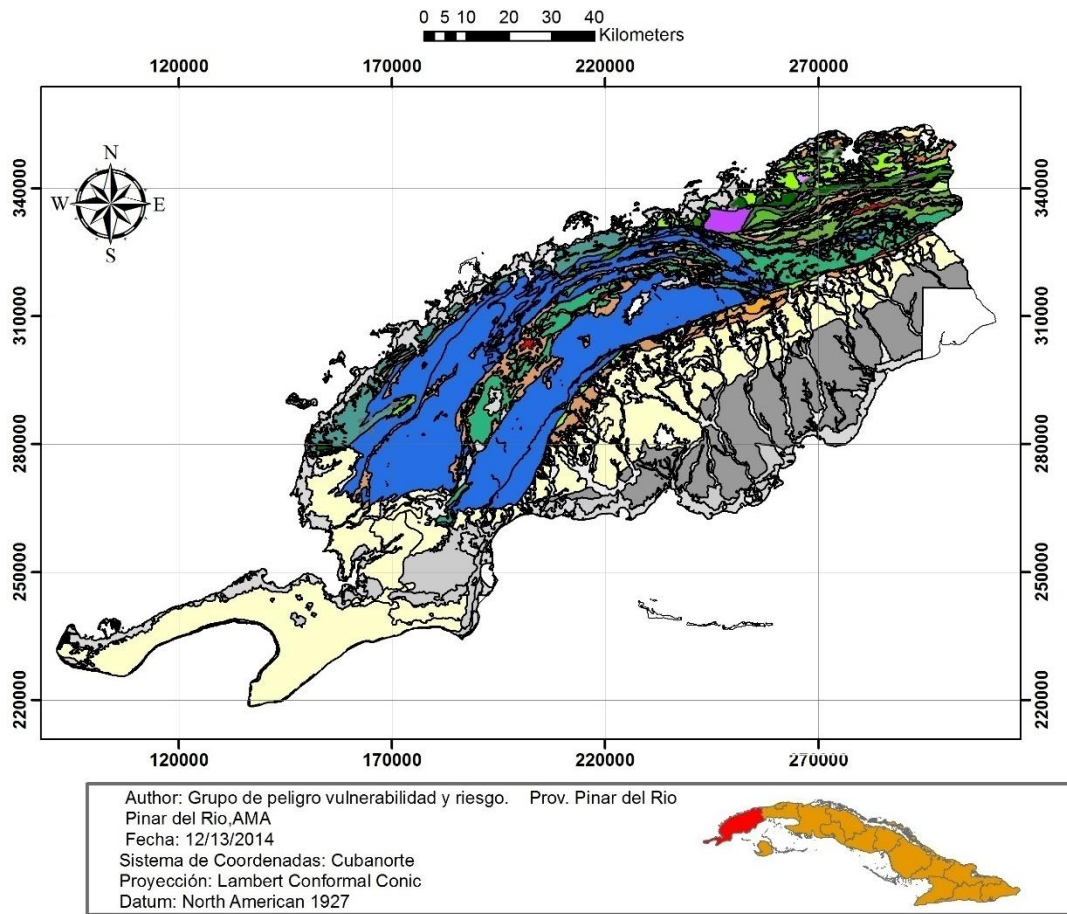 0 5 10 20 30 40
Kilometers
120000 170000 220000 270000
340000 340000
N
W E
S
310000 310000
280000 280000
250000 250000
220000 220000
120000 170000 220000 270000
Author: Grupo de peligro vulnerabilidad y riesgo. Prov. Pinar del Rio
Pinar del Rio,AMA
Fecha: 12/13/2014
Sistema de Coordenadas: Cubanorte
Proyección: Lambert Conformal Conic
Datum: North American 1927